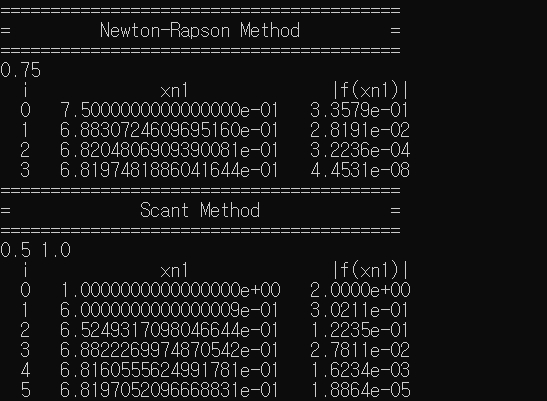 ========================================
=         Newton-Rapson Method         =
========================================
0.75
  i             xn1              |f(xn1)|
  0   7.5000000000000000e-01   3.3579e-01
  1   6.8830724609695160e-01   2.8191e-02
  2   6.8204806909390081e-01   3.2236e-04
  3   6.8197481886041644e-01   4.4531e-08
========================================
=             Scant Method             =
========================================
0.5 1.0
  i             xn1              |f(xn1)|
  0   1.0000000000000000e+00   2.0000e+00
  1   6.0000000000000009e-01   3.0211e-01
  2   6.5249317098046644e-01   1.2235e-01
  3   6.8822269974870542e-01   2.7811e-02
  4   6.8160555624991781e-01   1.6234e-03
  5   6.8197052096668831e-01   1.8864e-05